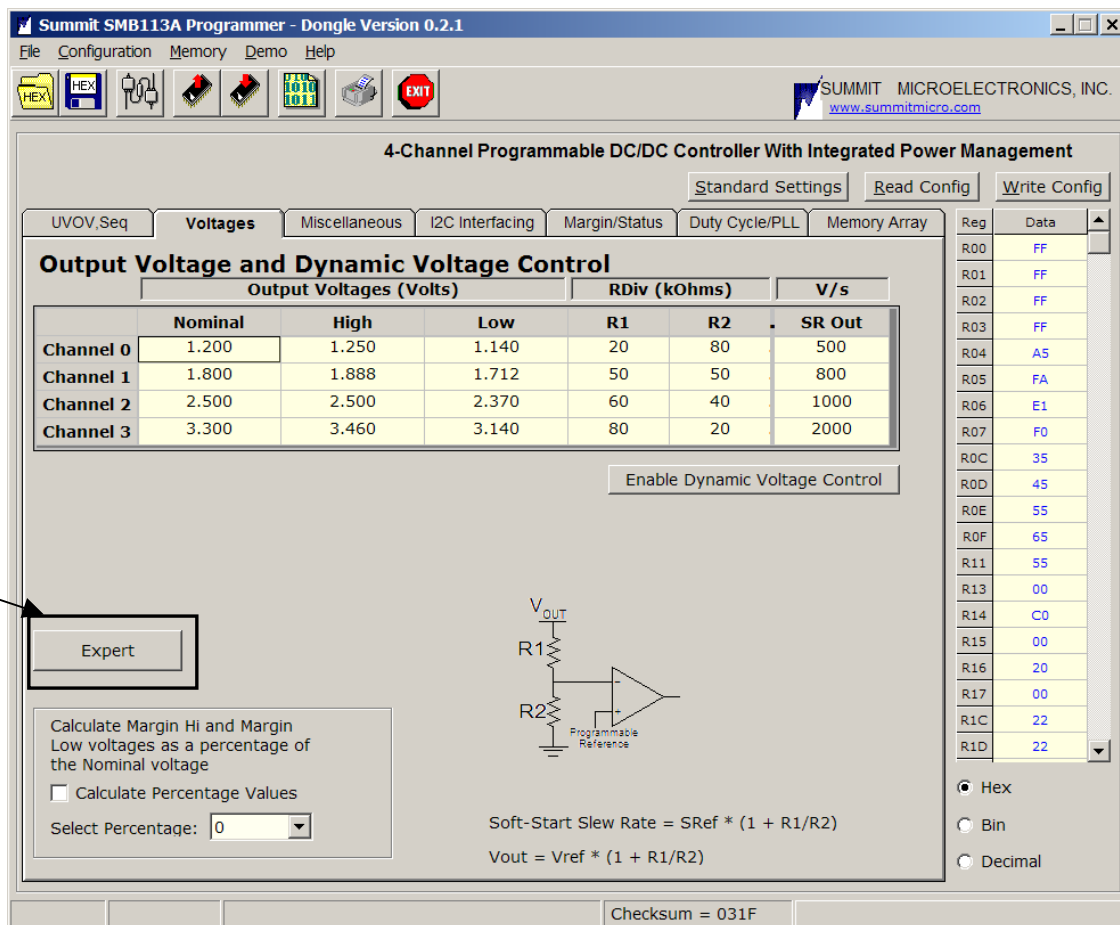 Summit SMB113A Programmer - Dongle Version 0.2.1
File Configuration Memory Demo Help
HEX HEX 1010 1011 EXIT
SUMMIT MICROELECTRONICS, INC.
www.summitmicro.com
4-Channel Programmable DC/DC Controller With Integrated Power Management
Standard Settings Read Config Write Config
UVOV,Seq Voltages Miscellaneous I2C Interfacing Margin/Status Duty Cycle/PLL Memory Array
Output Voltage and Dynamic Voltage Control
Output Voltages (Volts) RDiv (kOhms) V/s
Nominal High Low R1 R2 SR Out
Channel 0 1.200 1.250 1.140 20 80 500
Channel 1 1.800 1.888 1.712 50 50 800
Channel 2 2.500 2.500 2.370 60 40 1000
Channel 3 3.300 3.460 3.140 80 20 2000
Enable Dynamic Voltage Control
Expert
VOUT
R1
R2
Programmable
Reference
Calculate Margin Hi and Margin
Low voltages as a percentage of
the Nominal voltage
Calculate Percentage Values
Select Percentage: 0
Soft-Start Slew Rate = SRef * (1 + R1/R2)
Vout = Vref * (1 + R1/R2)
Reg Data
R00 FF
R01 FF
R02 FF
R03 FF
R04 A5
R05 FA
R06 E1
R07 F0
R0C 35
R0D 45
R0E 55
R0F 65
R11 55
R13 00
R14 C0
R15 00
R16 20
R17 00
R1C 22
R1D 22
Hex
Bin
Decimal
Checksum = 031F